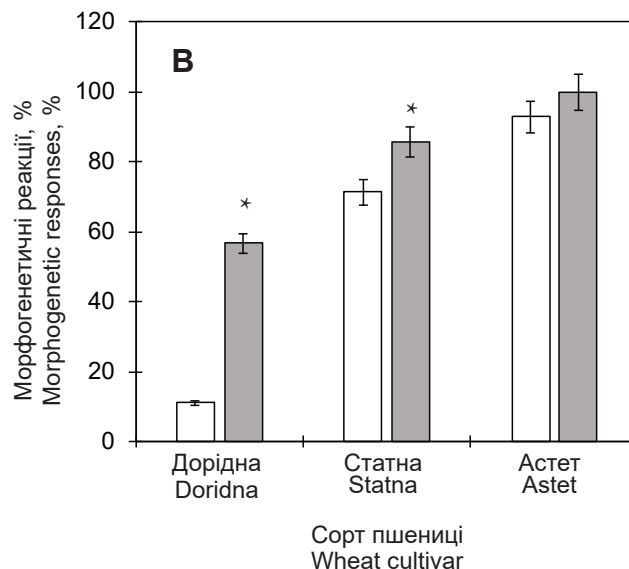 Морфогенетичні реакції, %
Morphogenetic responses, %
120
100
80
60
40
20
0
B
*
*
Дорідна
Doridna
Статна
Statna
Астет
Astet
Сорт пшениці
Wheat cultivar